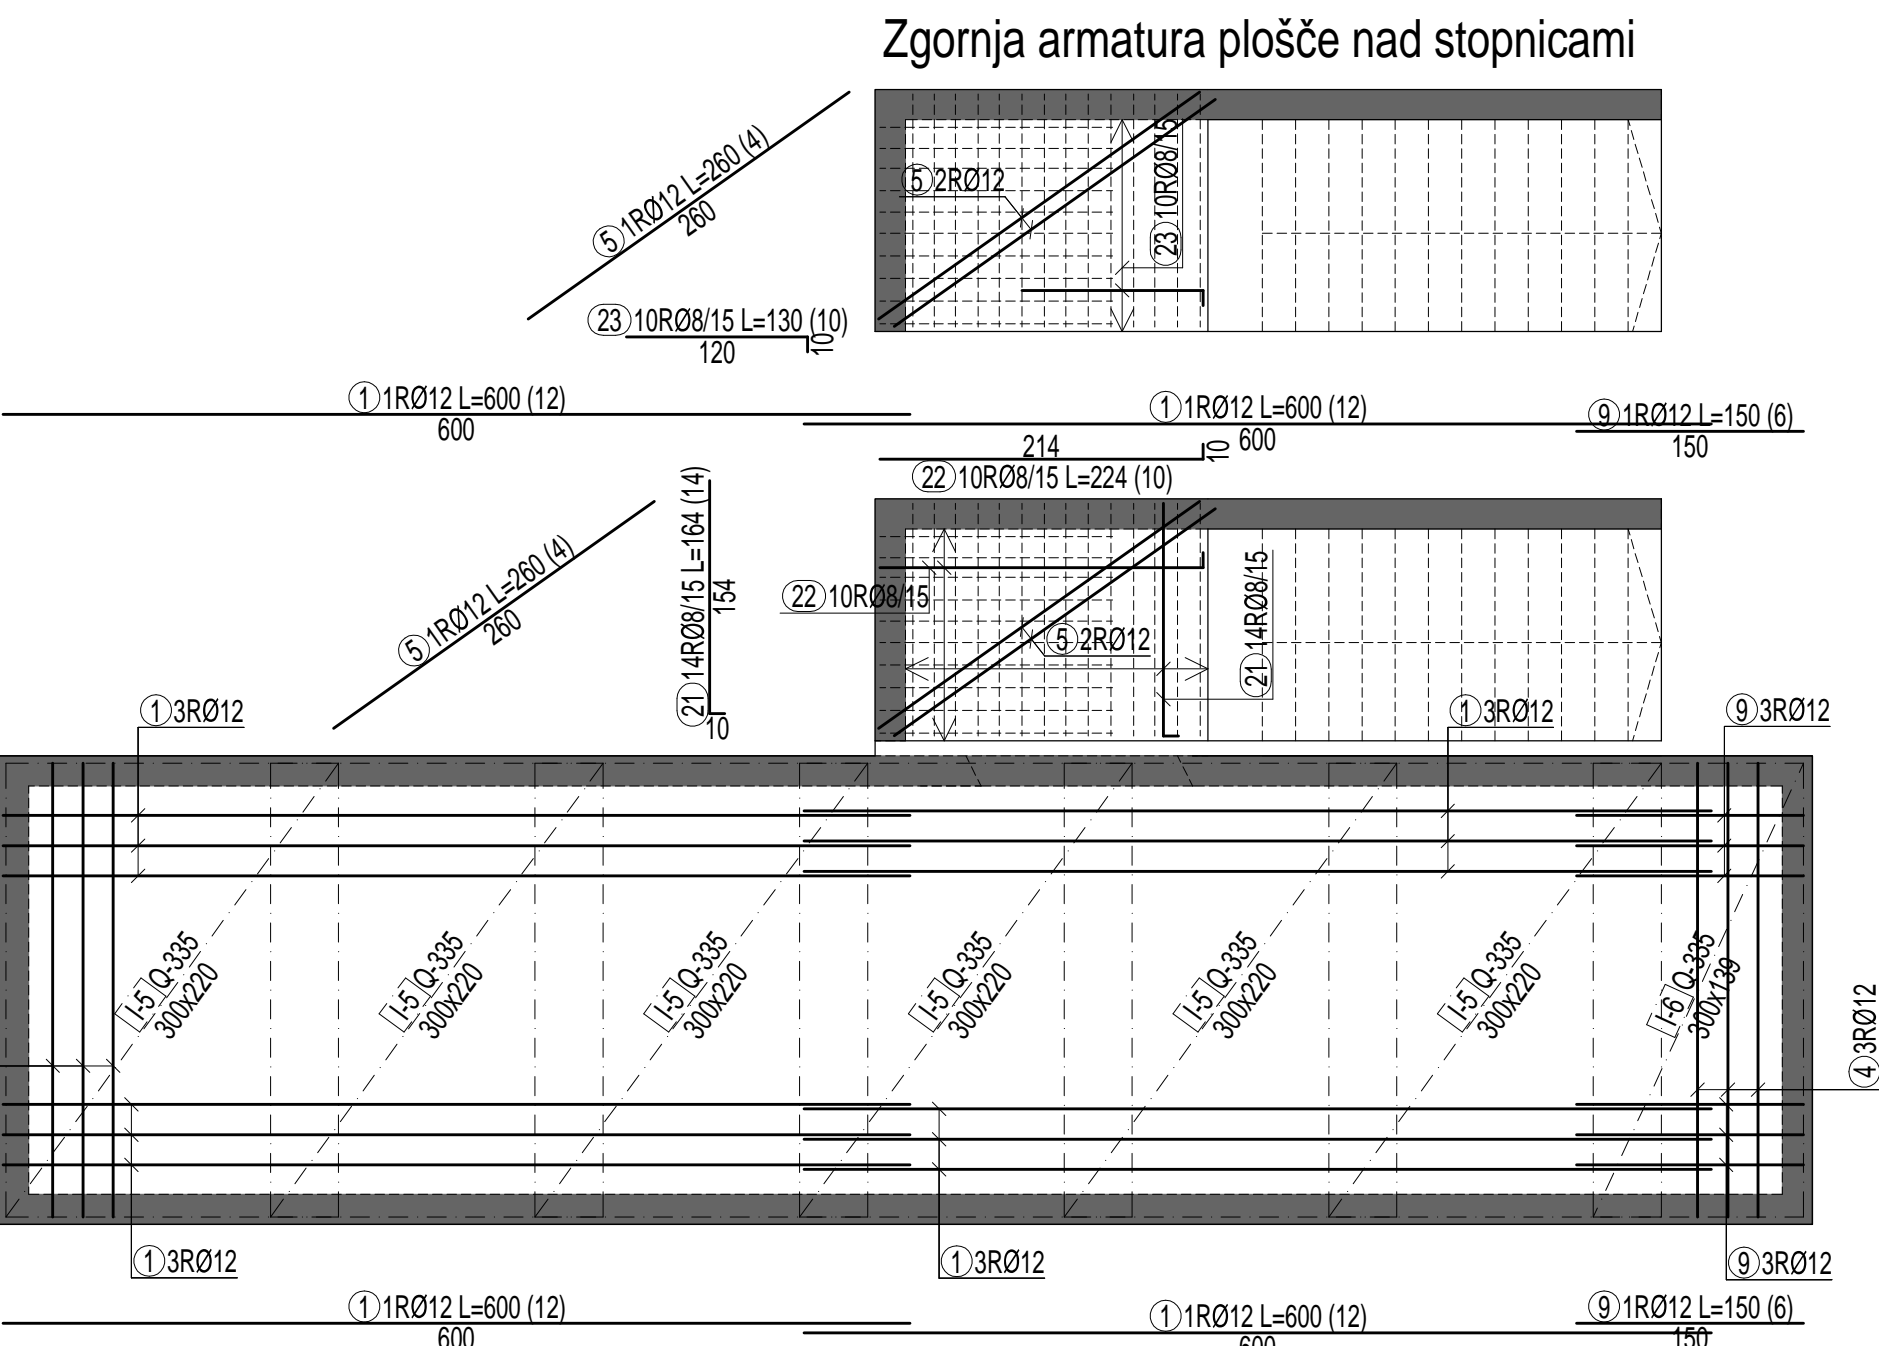 Zgornja armatura plošče nad stopnicami
5 1RØ12 L=260 (4)
260
5 2RØ12
23 10RØ8/15
23 10RØ8/15 L=130 (10)
120
10
1 1RØ12 L=600 (12)
600
1 1RØ12 L=600 (12)
600
9 1RØ12 L=150 (6)
150
214
10
22 10RØ8/15 L=224 (10)
5 1RØ12 L=260 (4)
260
21 14RØ8/15 L=164 (14)
154
10
22 10RØ8/15
5 2RØ12
21 14RØ8/15
1 3RØ12
1 3RØ12
9 3RØ12
I-5 Q-335
300x220
I-5 Q-335
300x220
I-5 Q-335
300x220
I-5 Q-335
300x220
I-5 Q-335
300x220
I-5 Q-335
300x220
I-6 Q-335
300x139
4 3RØ12
1 3RØ12
1 3RØ12
9 3RØ12
1 1RØ12 L=600 (12)
600
1 1RØ12 L=600 (12)
600
9 1RØ12 L=150 (6)
150